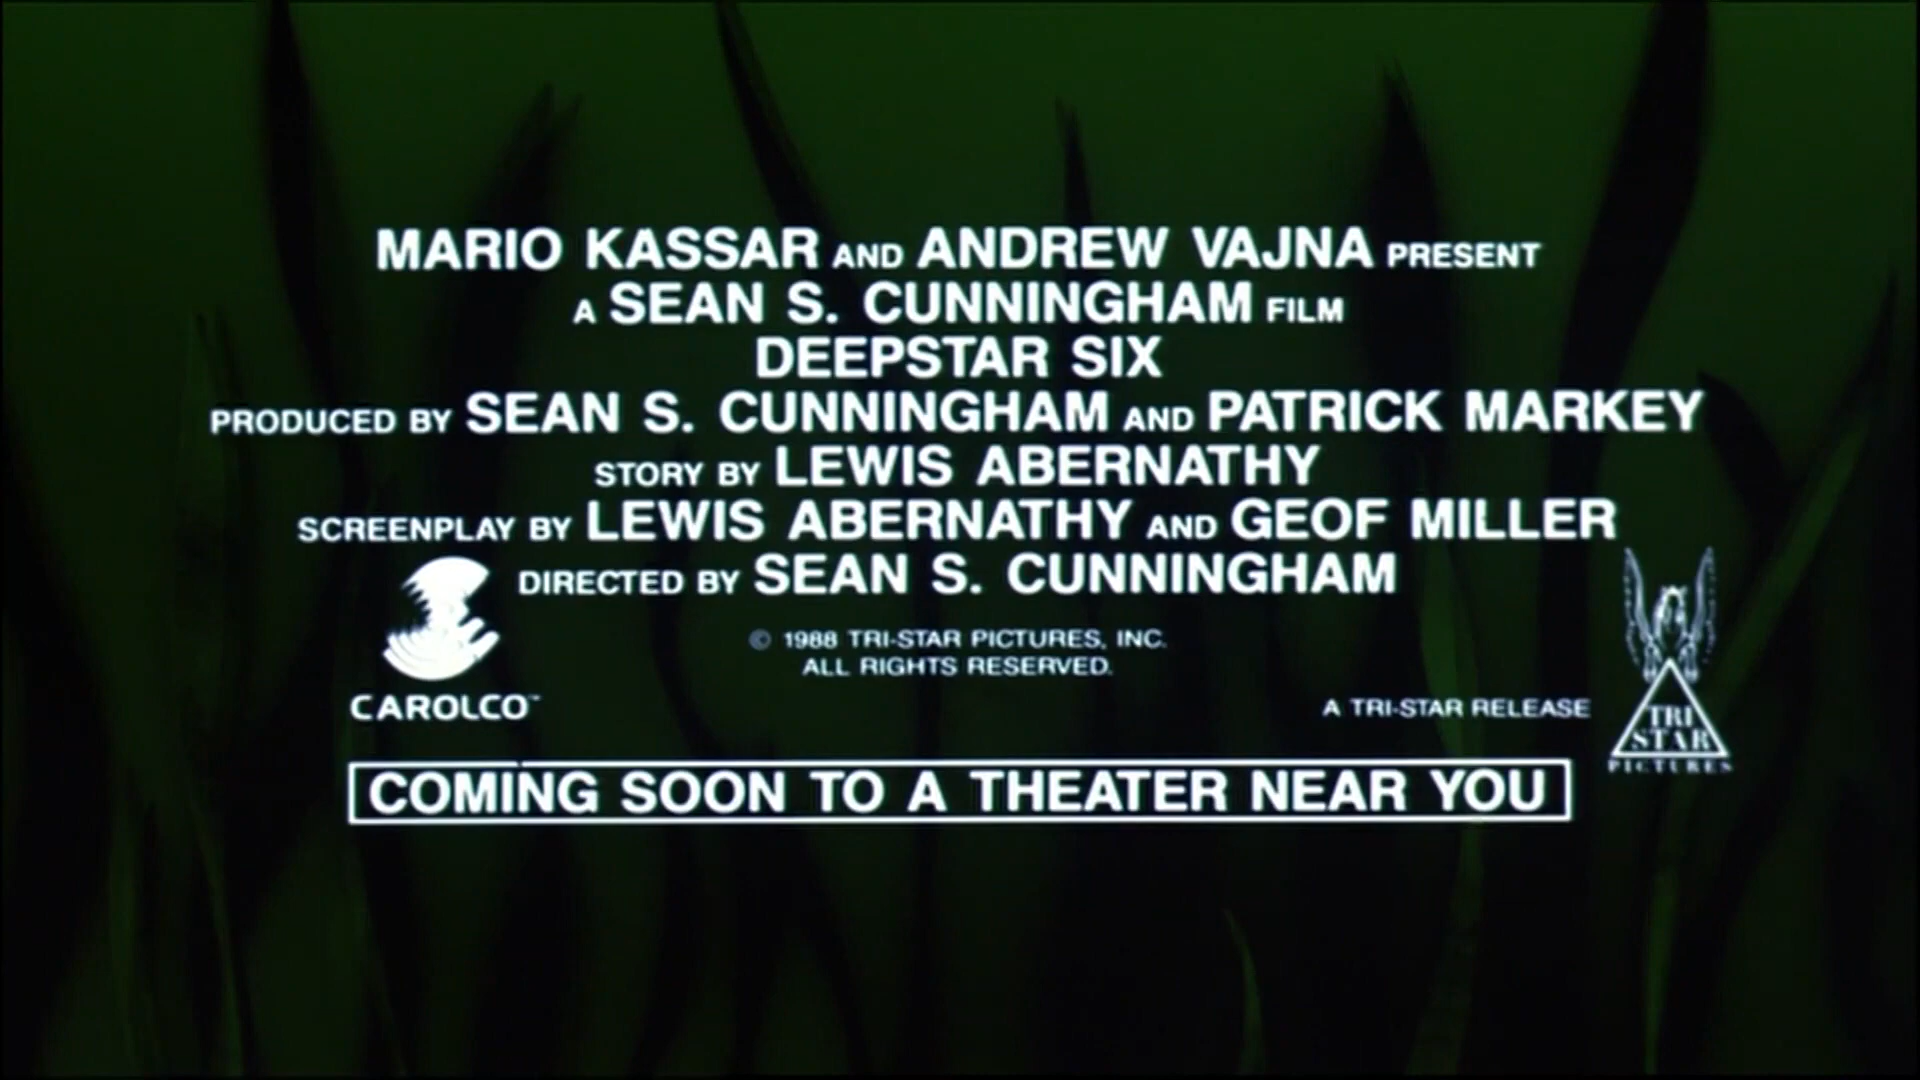 MARIO KASSAR AND ANDREW VAJNA PRESENT
A SEAN S. CUNNINGHAM FILM
DEEPSTAR SIX
PRODUCED BY SEAN S. CUNNINGHAM AND PATRICK MARKEY
STORY BY LEWIS ABERNATHY
SCREENPLAY BY LEWIS ABERNATHY AND GEOF MILLER
DIRECTED BY SEAN S. CUNNINGHAM
© 1988 TRI-STAR PICTURES, INC.
ALL RIGHTS RESERVED.
CAROLCO™
A TRI-STAR RELEASE
TRI
STAR
PICTURES
COMING SOON TO A THEATER NEAR YOU